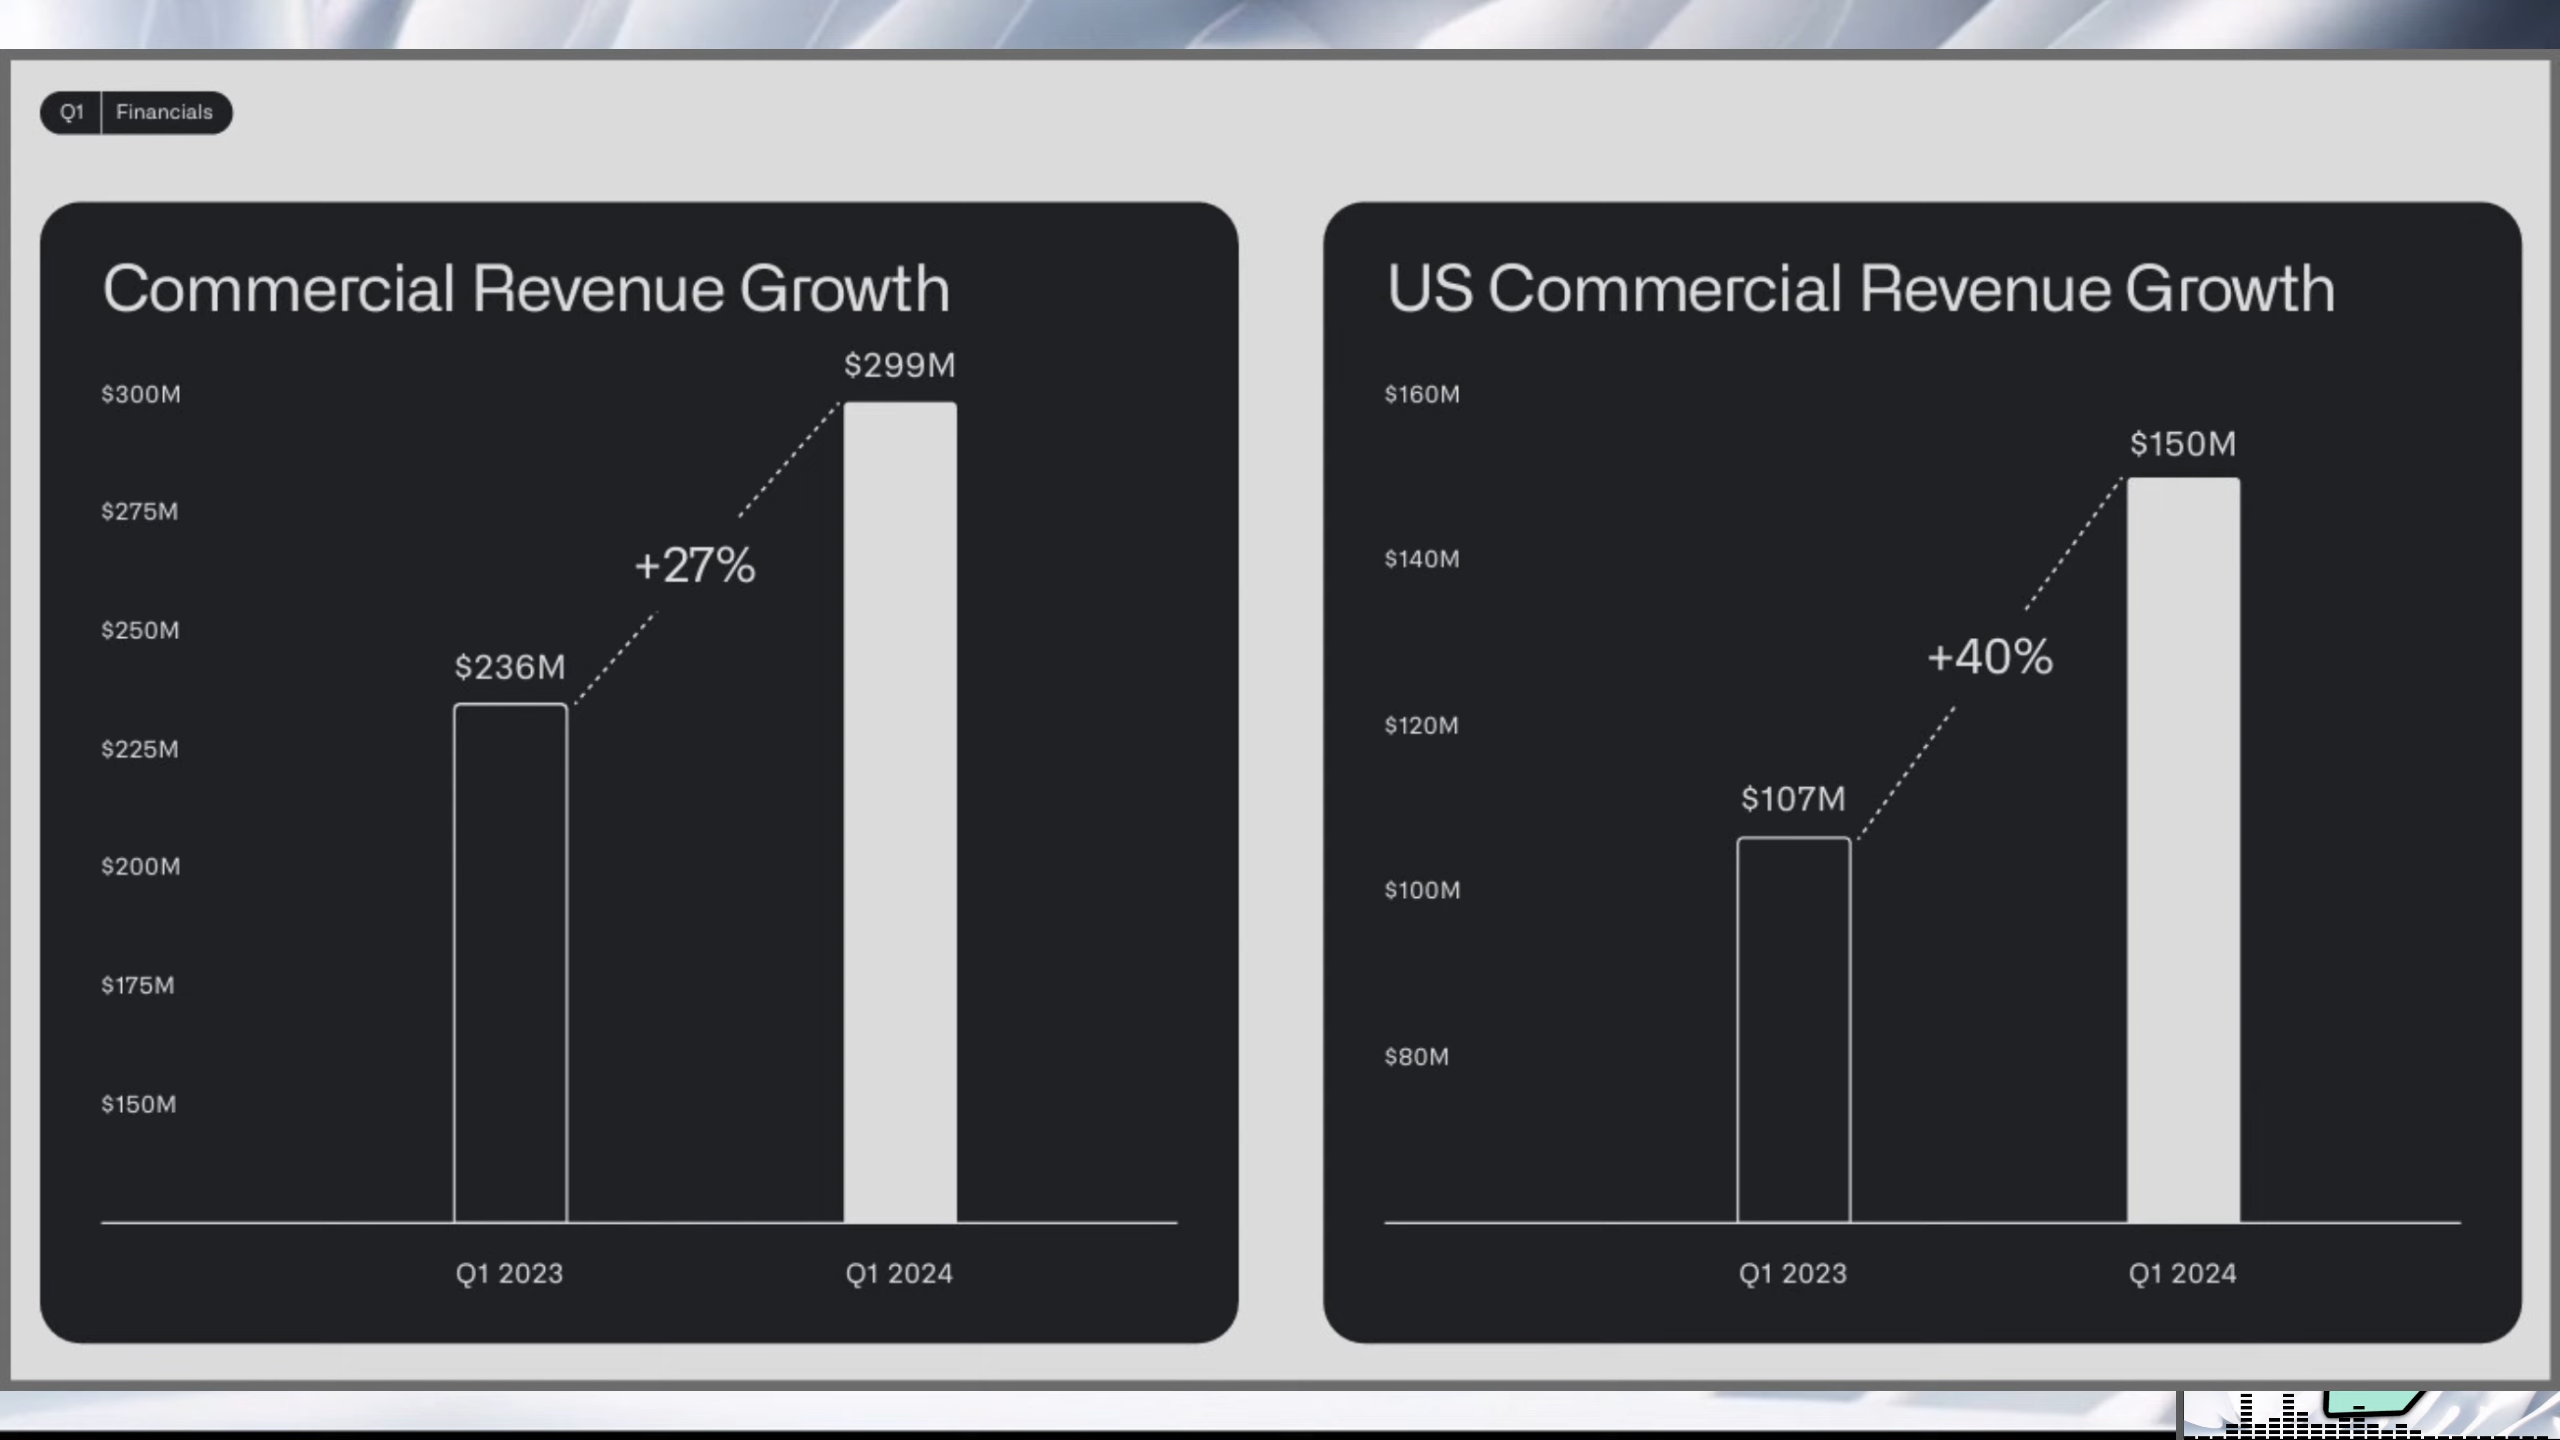 Q1 Financials
Commercial Revenue Growth
$299M
$300M
$275M
+27%
$250M
$236M
$225M
$200M
$175M
$150M
Q1 2023 Q1 2024
US Commercial Revenue Growth
$160M
$150M
$140M
+40%
$120M
$107M
$100M
$80M
Q1 2023 Q1 2024